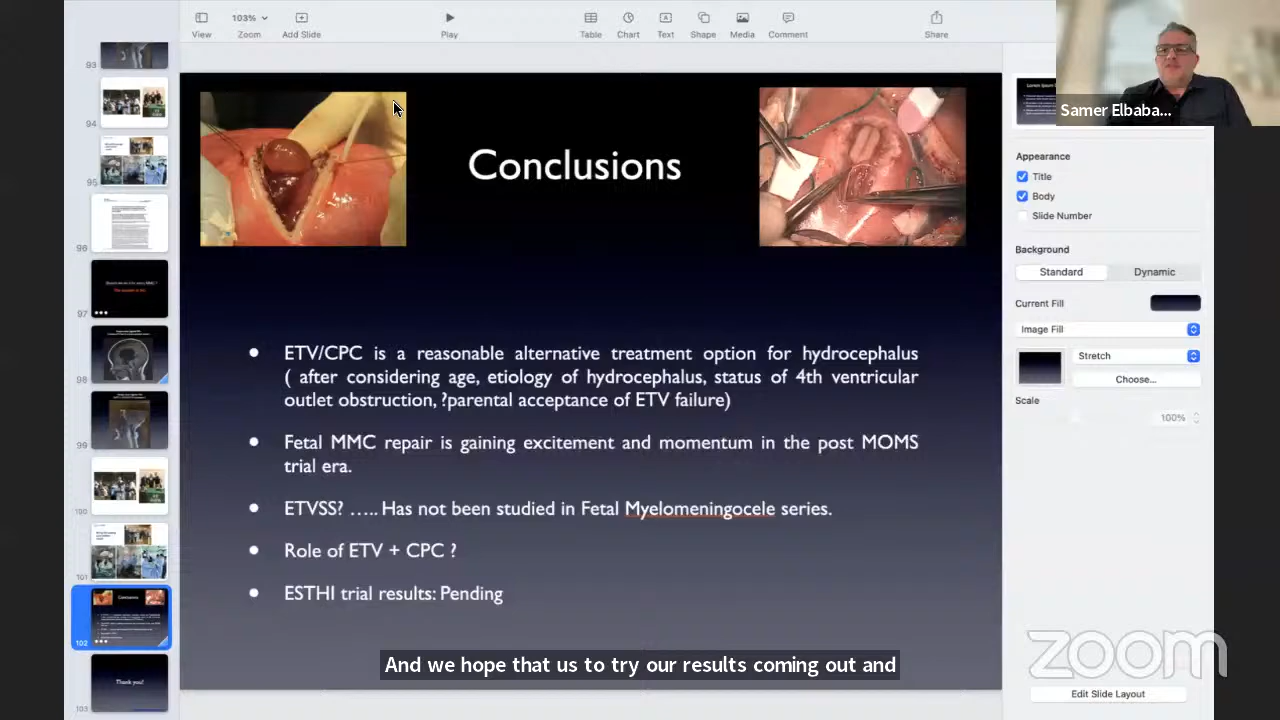 103%
View
Zoom
Add Slide
Play
Table
Chart
Text
Shape
Media
Comment
Share
Samer Elbaba...
93
94
95
96
97
98
99
100
101
102
103
Conclusions
Thank you!
Conclusions
• ETV/CPC is a reasonable alternative treatment option for hydrocephalus
( after considering age, etiology of hydrocephalus, status of 4th ventricular
outlet obstruction, ?parental acceptance of ETV failure)
• Fetal MMC repair is gaining excitement and momentum in the post MOMS
trial era.
• ETVSS? ….. Has not been studied in Fetal Myelomeningocele series.
• Role of ETV + CPC ?
• ESTHI trial results: Pending
And we hope that us to try our results coming out and
Appearance
Title
Body
Slide Number
Background
Standard
Dynamic
Current Fill
Image Fill
Stretch
Choose...
Scale
100%
zoom
Edit Slide Layout